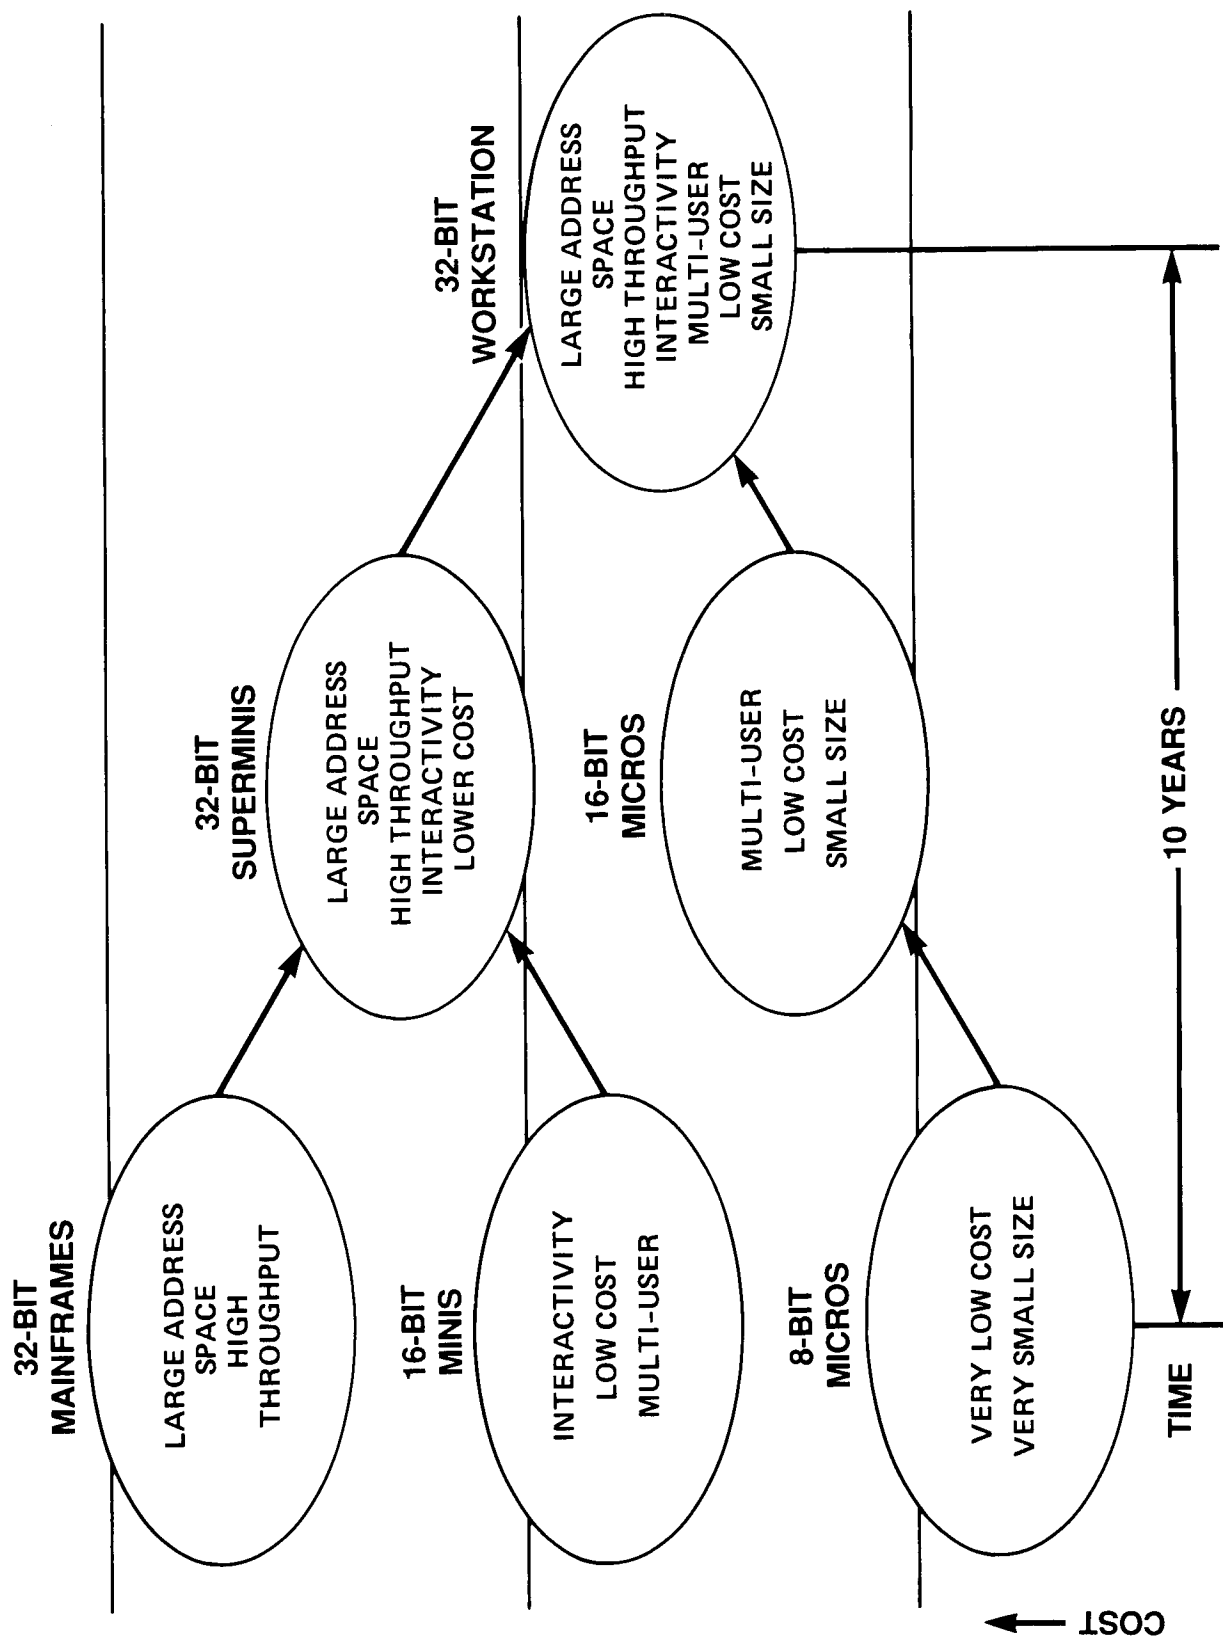 32-BIT
MAINFRAMES
LARGE ADDRESS
SPACE
HIGH
THROUGHPUT
16-BIT
MINIS
INTERACTIVITY
LOW COST
MULTI-USER
8-BIT
MICROS
VERY LOW COST
VERY SMALL SIZE
32-BIT
SUPERMINIS
LARGE ADDRESS
SPACE
HIGH THROUGHPUT
INTERACTIVITY
LOWER COST
16-BIT
MICROS
MULTI-USER
LOW COST
SMALL SIZE
32-BIT
WORKSTATION
LARGE ADDRESS
SPACE
HIGH THROUGHPUT
INTERACTIVITY
MULTI-USER
LOW COST
SMALL SIZE
COST
TIME
10 YEARS